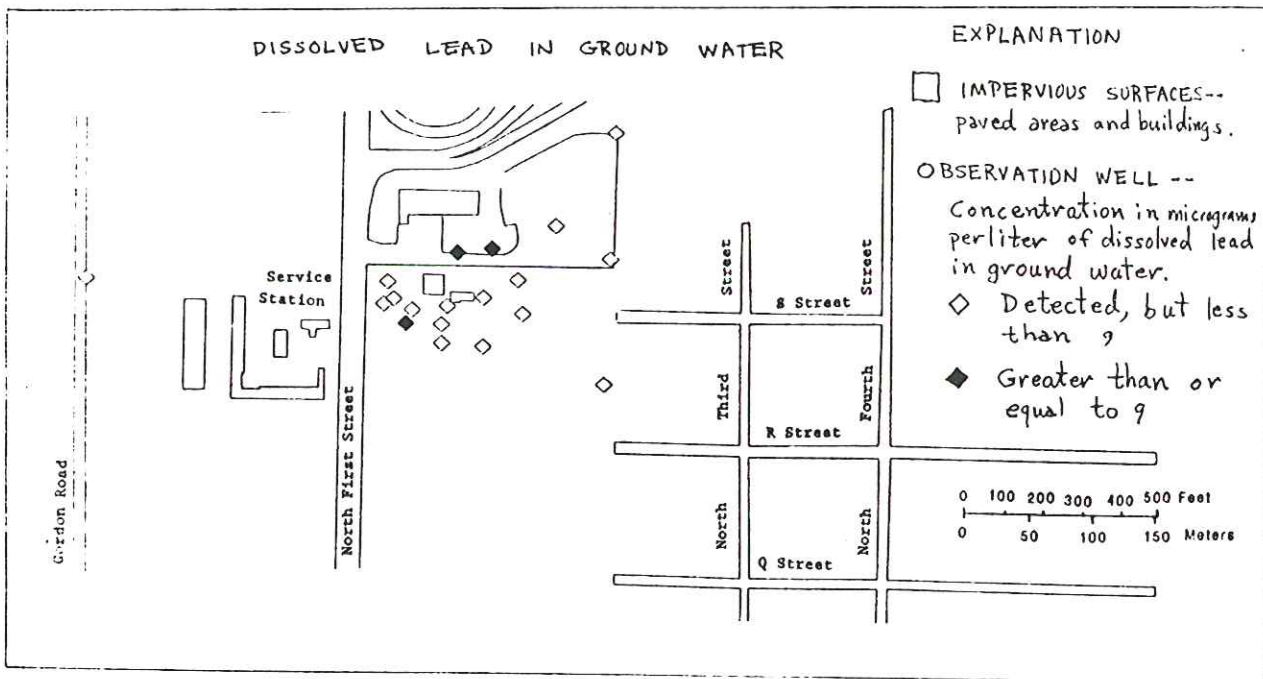 DISSOLVED LEAD IN GROUND WATER
EXPLANATION
IMPERVIOUS SURFACES--
paved areas and buildings.
OBSERVATION WELL --
Concentration in micrograms
per liter of dissolved lead
in ground water.
Detected, but less
than 9
Greater than or
equal to 9
Service
Station
Gordon Road
North First Street
North Third Street
North Fourth Street
S Street
R Street
Q Street
0 100 200 300 400 500 Feet
0 50 100 150 Meters